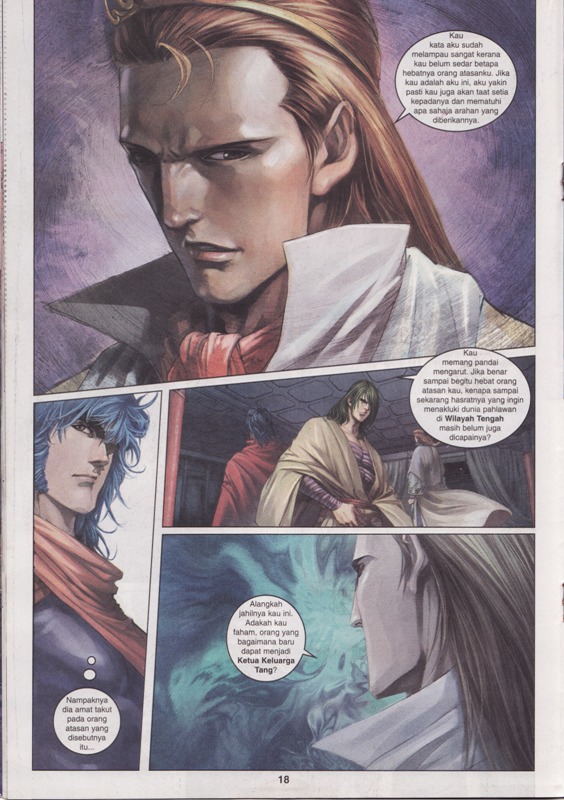 Kau
kata aku sudah
melampau sangat kerana
kau belum sedar betapa
hebatnya orang atasanku. Jika
kau adalah aku ini, aku yakin
pasti kau juga akan taat setia
kepadanya dan mematuhi
apa sahaja arahan yang
diberikannya.
Kau
memang pandai
mengarut. Jika benar
sampai begitu hebat orang
atasan kau, kenapa sampai
sekarang hasratnya yang ingin
menakluki dunia pahlawan
di Wilayah Tengah
masih belum juga
dicapainya?
Nampaknya
dia amat takut
pada orang
atasan yang
disebutnya
itu...
Alangkah
jahilnya kau ini.
Adakah kau
faham, orang yang
bagaimana baru
dapat menjadi
Ketua Keluarga
Tang?
18